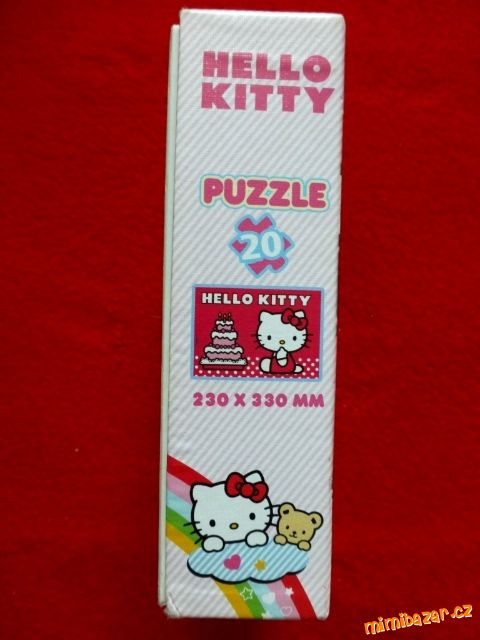 HELLO
KITTY
PUZZLE
20
HELLO KITTY
230 X 330 MM
mimibazar.cz